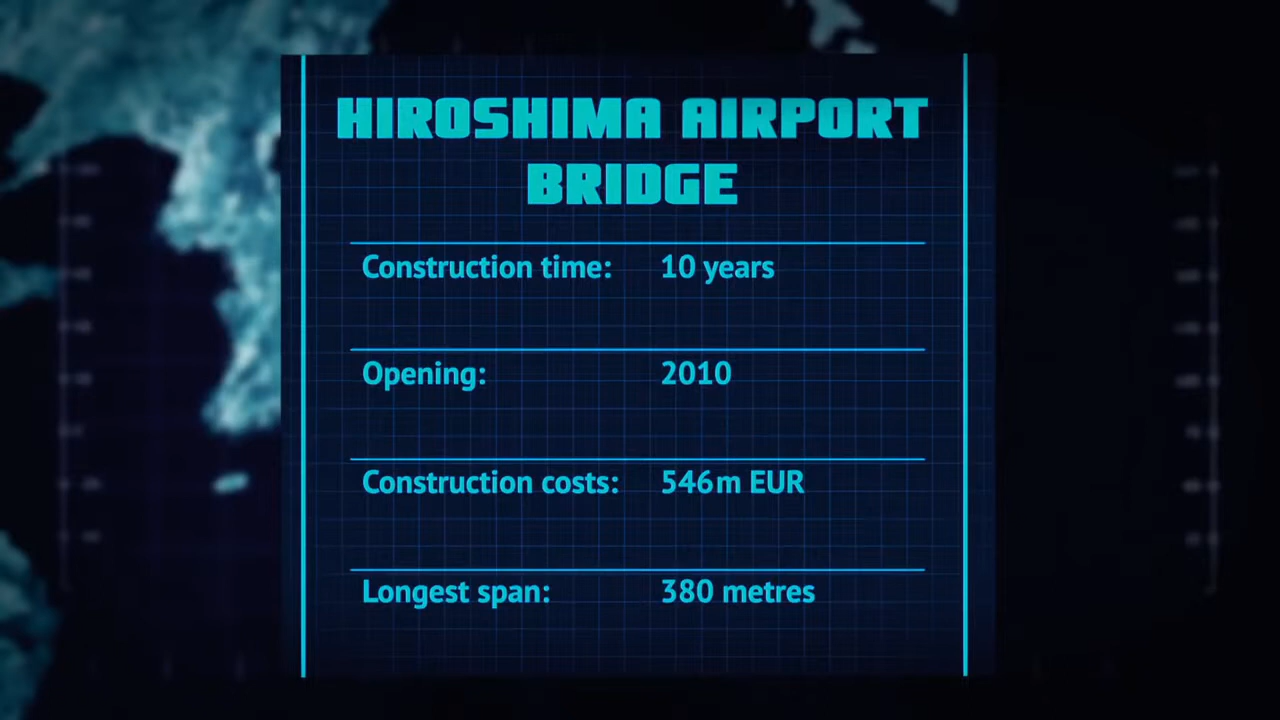 HIROSHIMA AIRPORT
BRIDGE
Construction time: 10 years
Opening: 2010
Construction costs: 546m EUR
Longest span: 380 metres